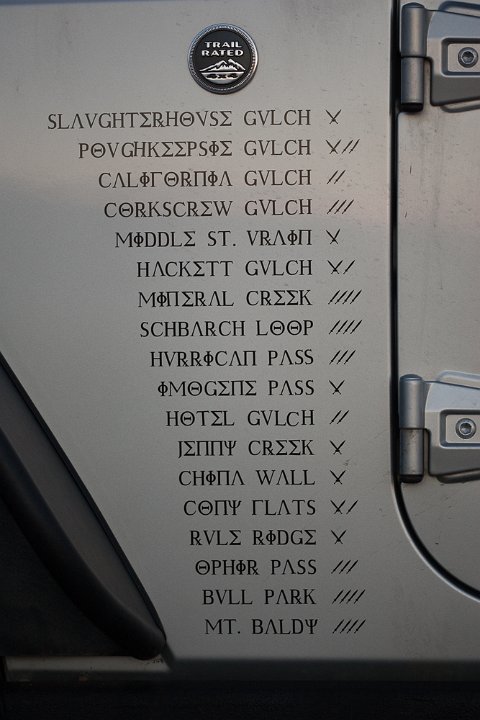 TRAIL
RATED
SLAUGHTERHOUSE GULCH X
POUGHKEEPSIE GULCH X//
CALIFORNIA GULCH //
CORKSCREW GULCH ///
MIDDLE ST. VRAIN X
HACKETT GULCH X/
MINERAL CREEK ////
SCHBARCH LOOP ////
HURRICAN PASS ///
IMOGENE PASS X
HOTEL GULCH //
JENNY CREEK X
CHINA WALL X
CONY FLATS X/
RULE RIDGE X
OPHIR PASS ///
BULL PARK ////
MT. BALDY ////